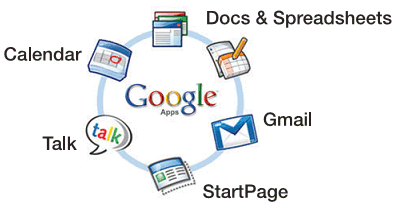 Docs & Spreadsheets
Calendar
Google
Apps
Gmail
Talk
talk
StartPage